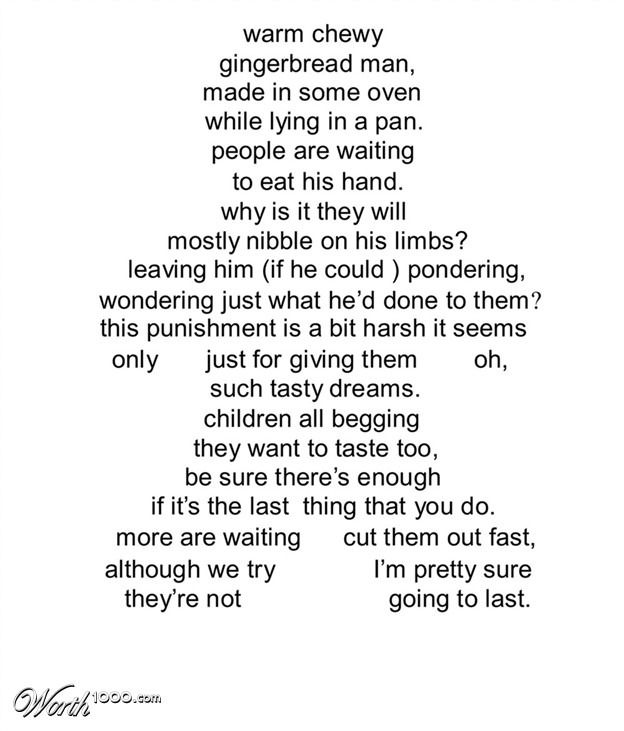 warm chewy
gingerbread man,
made in some oven
while lying in a pan.
people are waiting
to eat his hand.
why is it they will
mostly nibble on his limbs?
leaving him (if he could ) pondering,
wondering just what he’d done to them?
this punishment is a bit harsh it seems
only just for giving them oh,
such tasty dreams.
children all begging
they want to taste too,
be sure there’s enough
if it’s the last thing that you do.
more are waiting cut them out fast,
although we try I’m pretty sure
they’re not going to last.
Worth1000.com